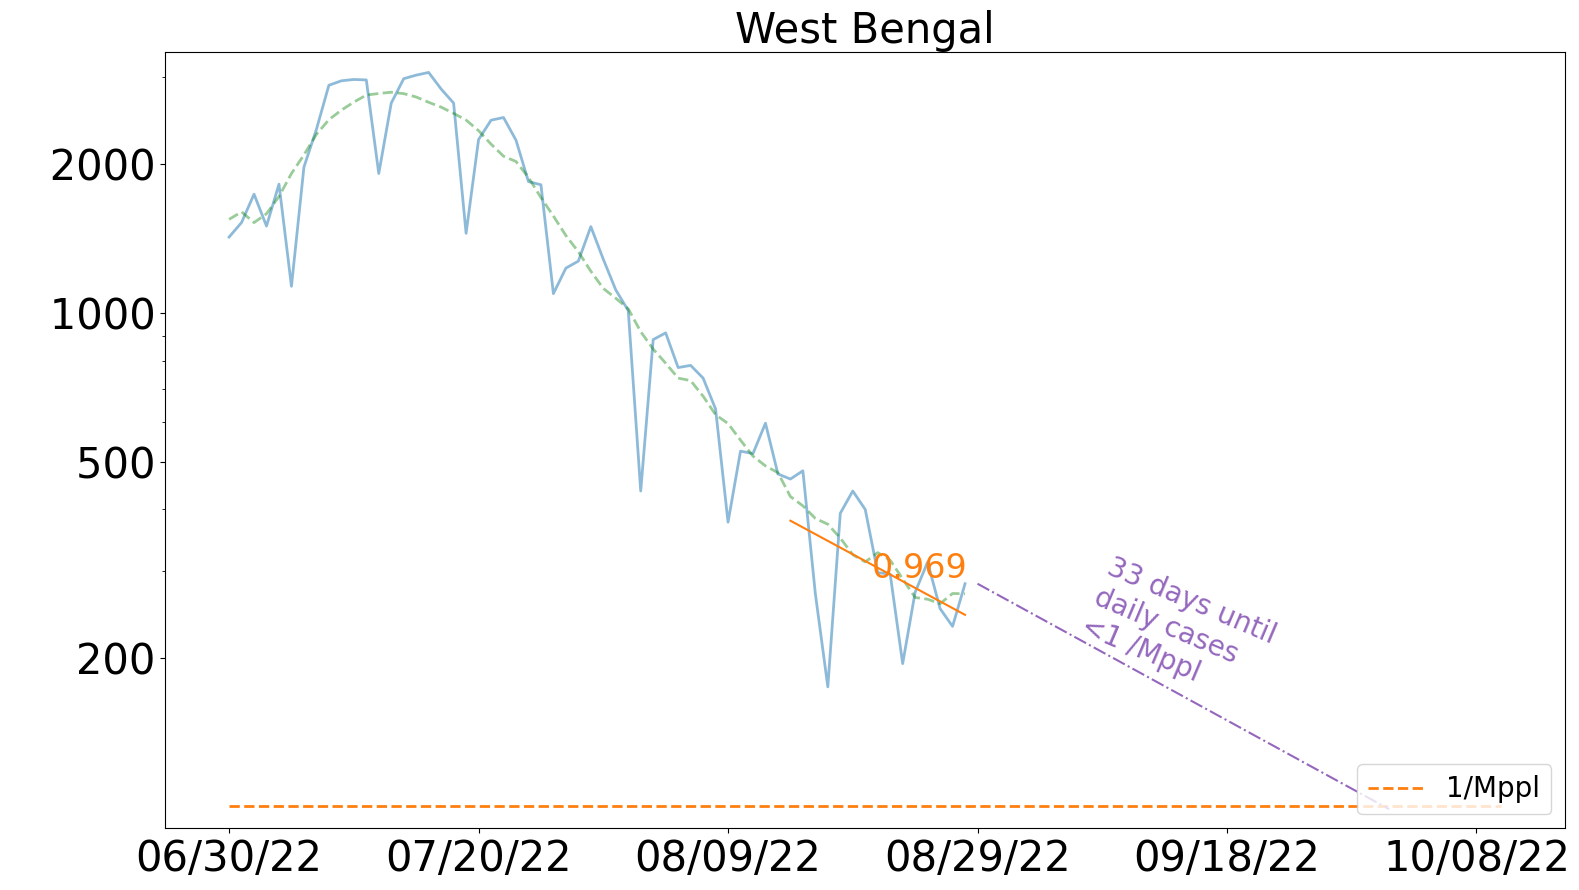 West Bengal
2000
1000
500
200
0.969
33 days until
daily cases
<1 /Mppl
1/Mppl
06/30/22
07/20/22
08/09/22
08/29/22
09/18/22
10/08/22